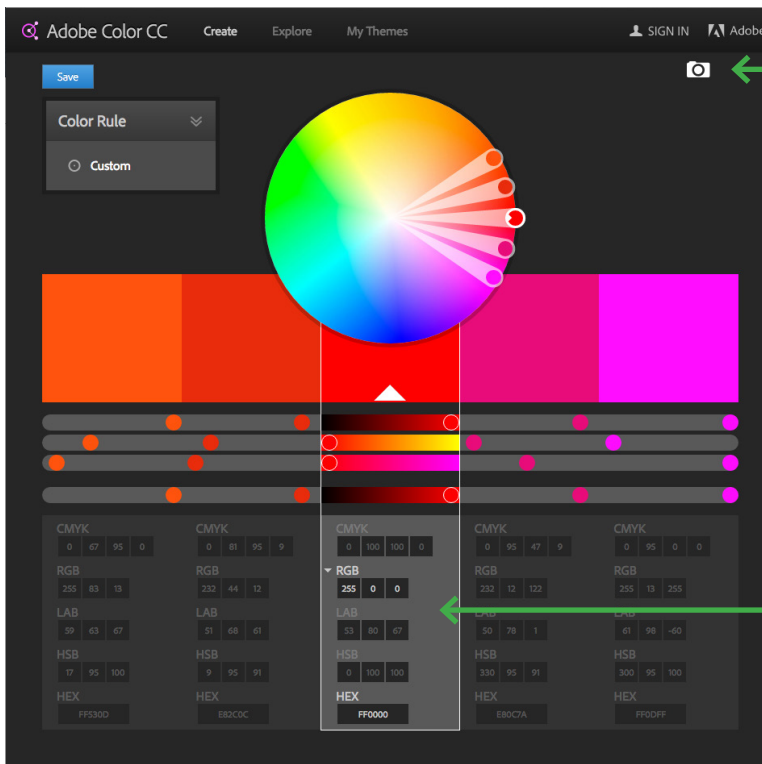 Adobe Color CC Create Explore My Themes SIGN IN Adobe
Save
Color Rule
Custom
CMYK CMYK CMYK CMYK CMYK
0 67 95 0 0 81 95 9 0 100 100 0 0 95 47 9 0 95 0 0
RGB RGB RGB RGB RGB
255 83 13 232 44 12 255 0 0 232 12 122 255 13 255
LAB LAB LAB LAB LAB
59 63 67 51 68 61 53 80 67 50 78 1 61 98 -60
HSB HSB HSB HSB HSB
17 95 100 9 95 91 0 100 100 330 95 91 300 95 100
HEX HEX HEX HEX HEX
FF530D E82C0C FF0000 E80C7A FF0DFF